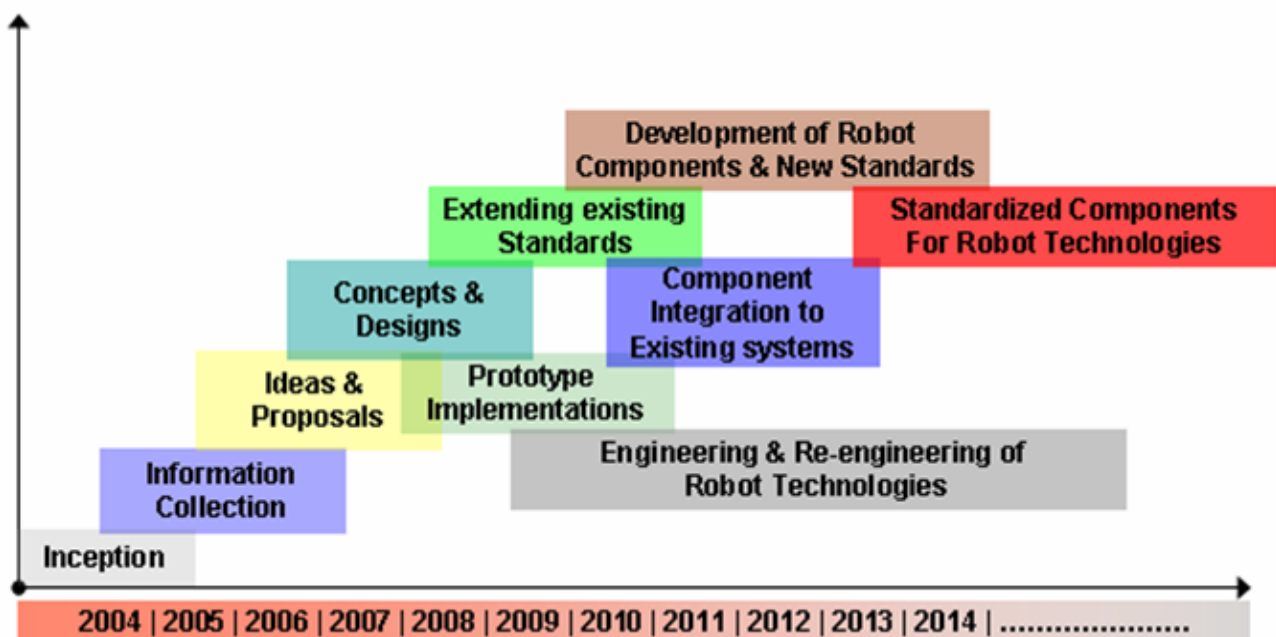 Development of Robot
Components & New Standards
Extending existing
Standards
Standardized Components
For Robot Technologies
Concepts &
Designs
Component
Integration to
Existing systems
Ideas &
Proposals
Prototype
Implementations
Information
Collection
Engineering & Re-engineering of
Robot Technologies
Inception
2004 | 2005 | 2006 | 2007 | 2008 | 2009 | 2010 | 2011 | 2012 | 2013 | 2014 | ....................